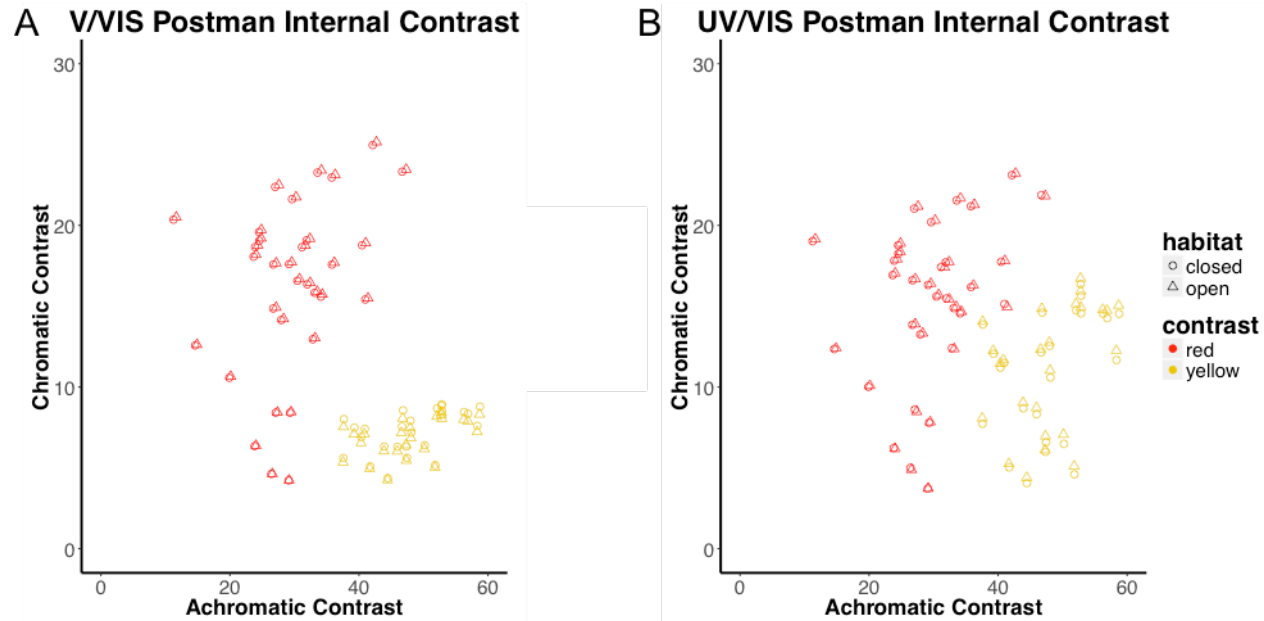 A
V/VIS Postman Internal Contrast
30
20
10
0
Chromatic Contrast
0 20 40 60
Achromatic Contrast
B
UV/VIS Postman Internal Contrast
30
20
10
0
Chromatic Contrast
0 20 40 60
Achromatic Contrast
habitat
closed
open
contrast
red
yellow